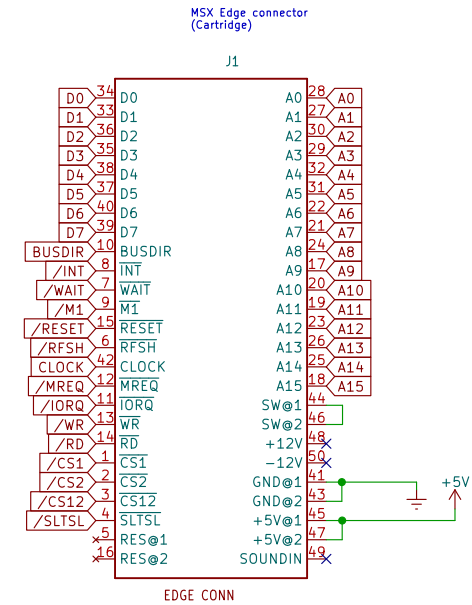 MSX Edge connector
(Cartridge)
J1
D0 34 D0 A0 28 A0
D1 33 D1 A1 27 A1
D2 36 D2 A2 30 A2
D3 35 D3 A3 29 A3
D4 38 D4 A4 32 A4
D5 37 D5 A5 31 A5
D6 40 D6 A6 22 A6
D7 39 D7 A7 21 A7
BUSDIR 10 BUSDIR A8 24 A8
/INT 8 INT A9 17 A9
/WAIT 7 WAIT A10 20 A10
/M1 9 M1 A11 19 A11
/RESET 15 RESET A12 23 A12
/RFSH 6 RFSH A13 26 A13
CLOCK 42 CLOCK A14 25 A14
/MREQ 12 MREQ A15 18 A15
/IORQ 11 IORQ SW@1 44
/WR 13 WR SW@2 46
/RD 14 RD +12V 48
/CS1 1 CS1 -12V 50
/CS2 2 CS2 GND@1 41 +5V
/CS12 3 CS12 GND@2 43
/SLTSL 4 SLTSL +5V@1 45
5 RES@1 +5V@2 47
16 RES@2 SOUNDIN 49
EDGE CONN